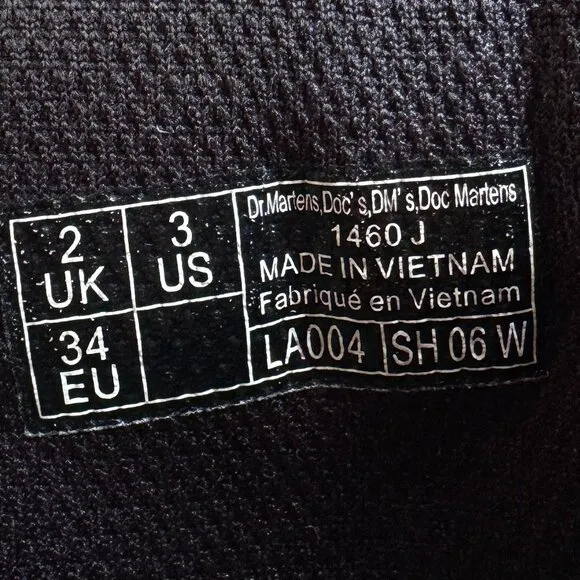 2
UK
3
US
34
EU
Dr.Martens,Doc's,DM's,Doc Martens
1460 J
MADE IN VIETNAM
Fabriqué en Vietnam
LA004
SH 06 W